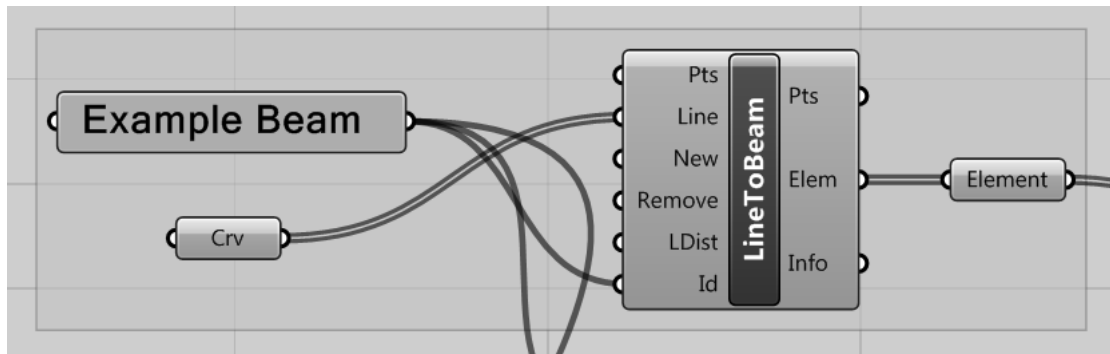 Example Beam
Crv
Pts
Line
New
Remove
LDist
Id
LineToBeam
Pts
Elem
Info
Element